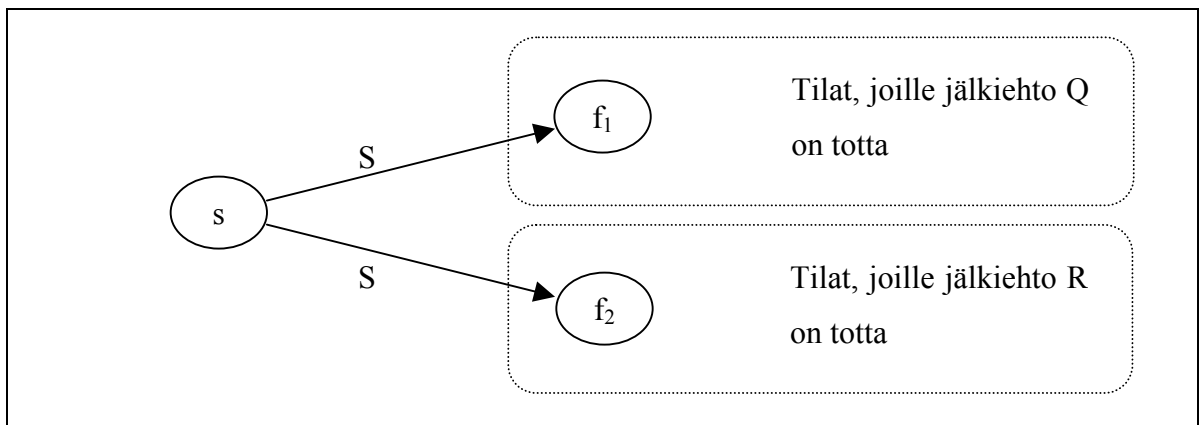 Tilat, joille jälkiehto Q
on totta
f₁
S
s
S
Tilat, joille jälkiehto R
on totta
f₂